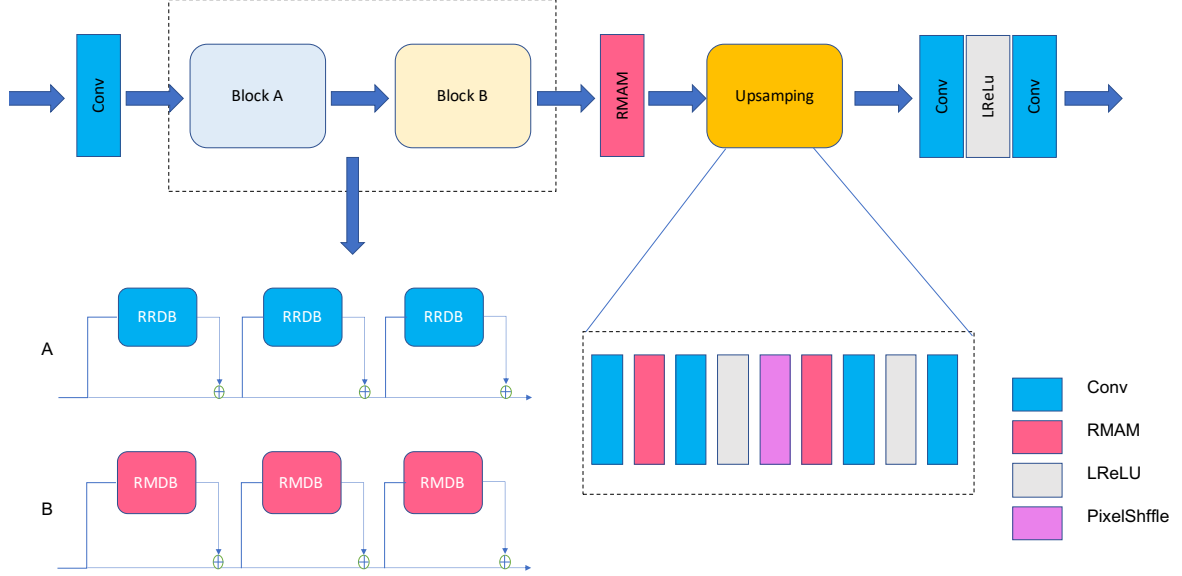 Conv
Block A
Block B
RMAM
Upsamping
Conv
LReLu
Conv
A
RRDB
RRDB
RRDB
B
RMDB
RMDB
RMDB
Conv
RMAM
LReLU
PixelShffle